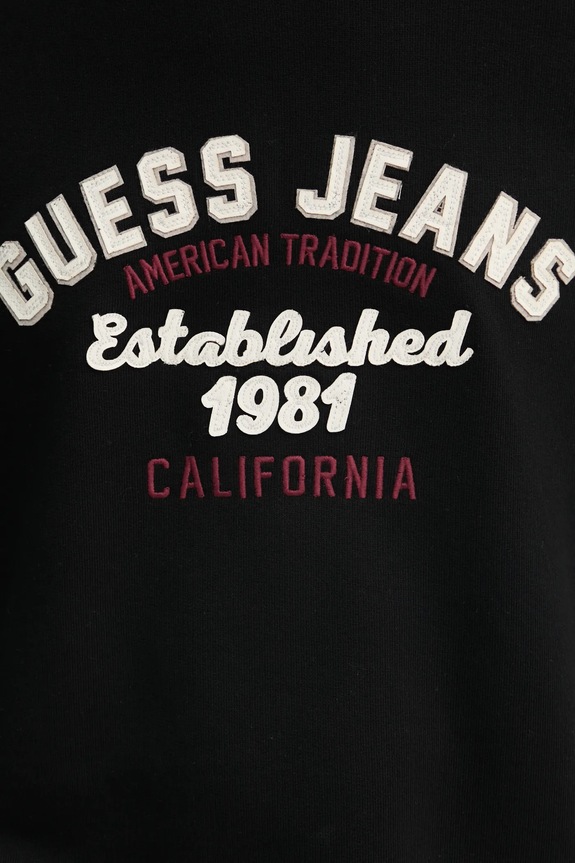 GUESS JEANS
AMERICAN TRADITION
Established
1981
CALIFORNIA